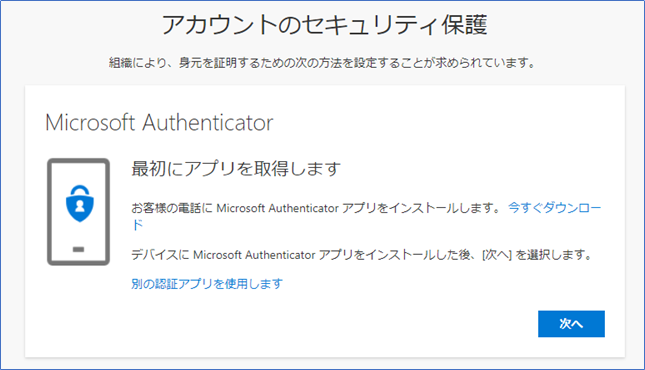 アカウントのセキュリティ保護
組織により、身元を証明するための次の方法を設定することが求められています。
Microsoft Authenticator
最初にアプリを取得します
お客様の電話に Microsoft Authenticator アプリをインストールします。 今すぐダウンロー
ド
デバイスに Microsoft Authenticator アプリをインストールした後、[次へ] を選択します。
別の認証アプリを使用します
次へ